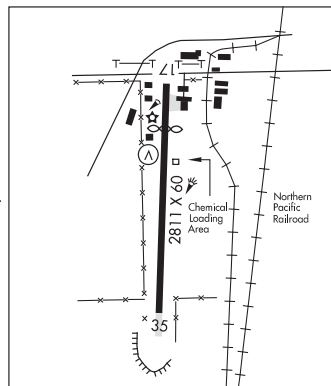 T T T T
17
2811 X 60
Chemical
Loading
Area
Northern
Pacific
Railroad
35